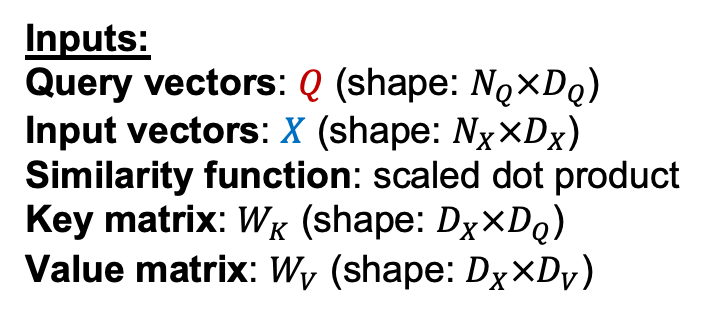 Inputs:
Query vectors: Q (shape: N_Q×D_Q)
Input vectors: X (shape: N_X×D_X)
Similarity function: scaled dot product
Key matrix: W_K (shape: D_X×D_Q)
Value matrix: W_V (shape: D_X×D_V)